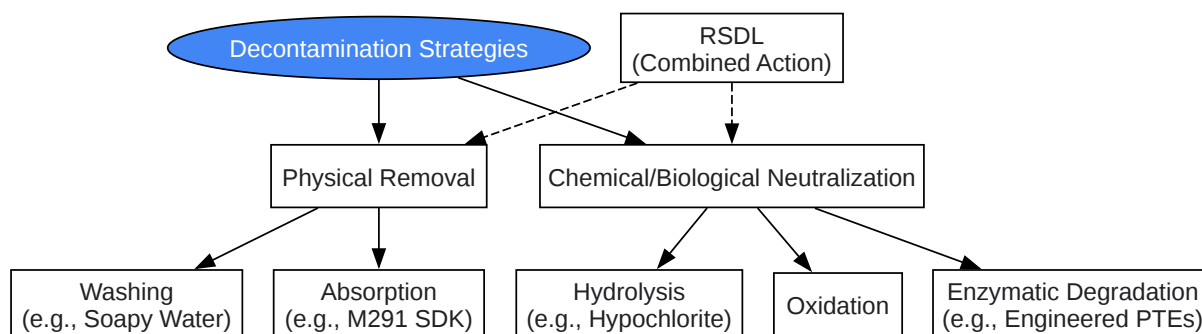 Decontamination Strategies
RSDL
(Combined Action)
Physical Removal
Chemical/Biological Neutralization
Washing
(e.g., Soapy Water)
Absorption
(e.g., M291 SDK)
Hydrolysis
(e.g., Hypochlorite)
Oxidation
Enzymatic Degradation
(e.g., Engineered PTEs)